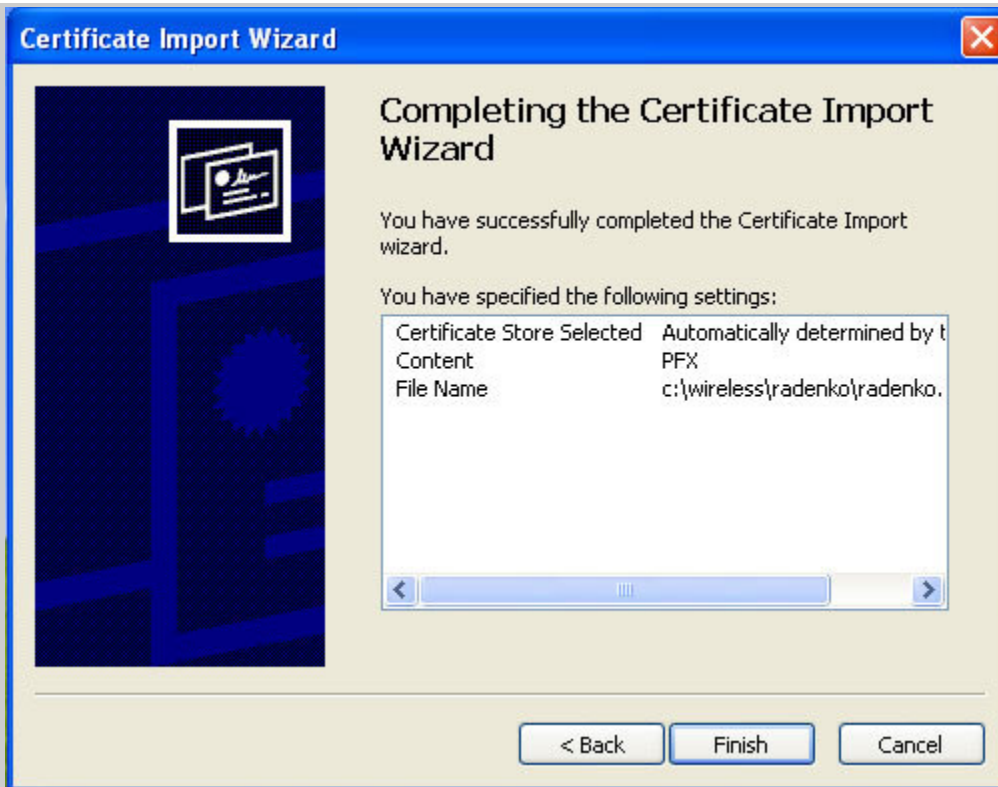 Certificate Import Wizard
Completing the Certificate Import
Wizard
You have successfully completed the Certificate Import
wizard.
You have specified the following settings:
Certificate Store Selected Automatically determined by t
Content PFX
File Name c:\wireless\radenko\radenko.
< Back Finish Cancel